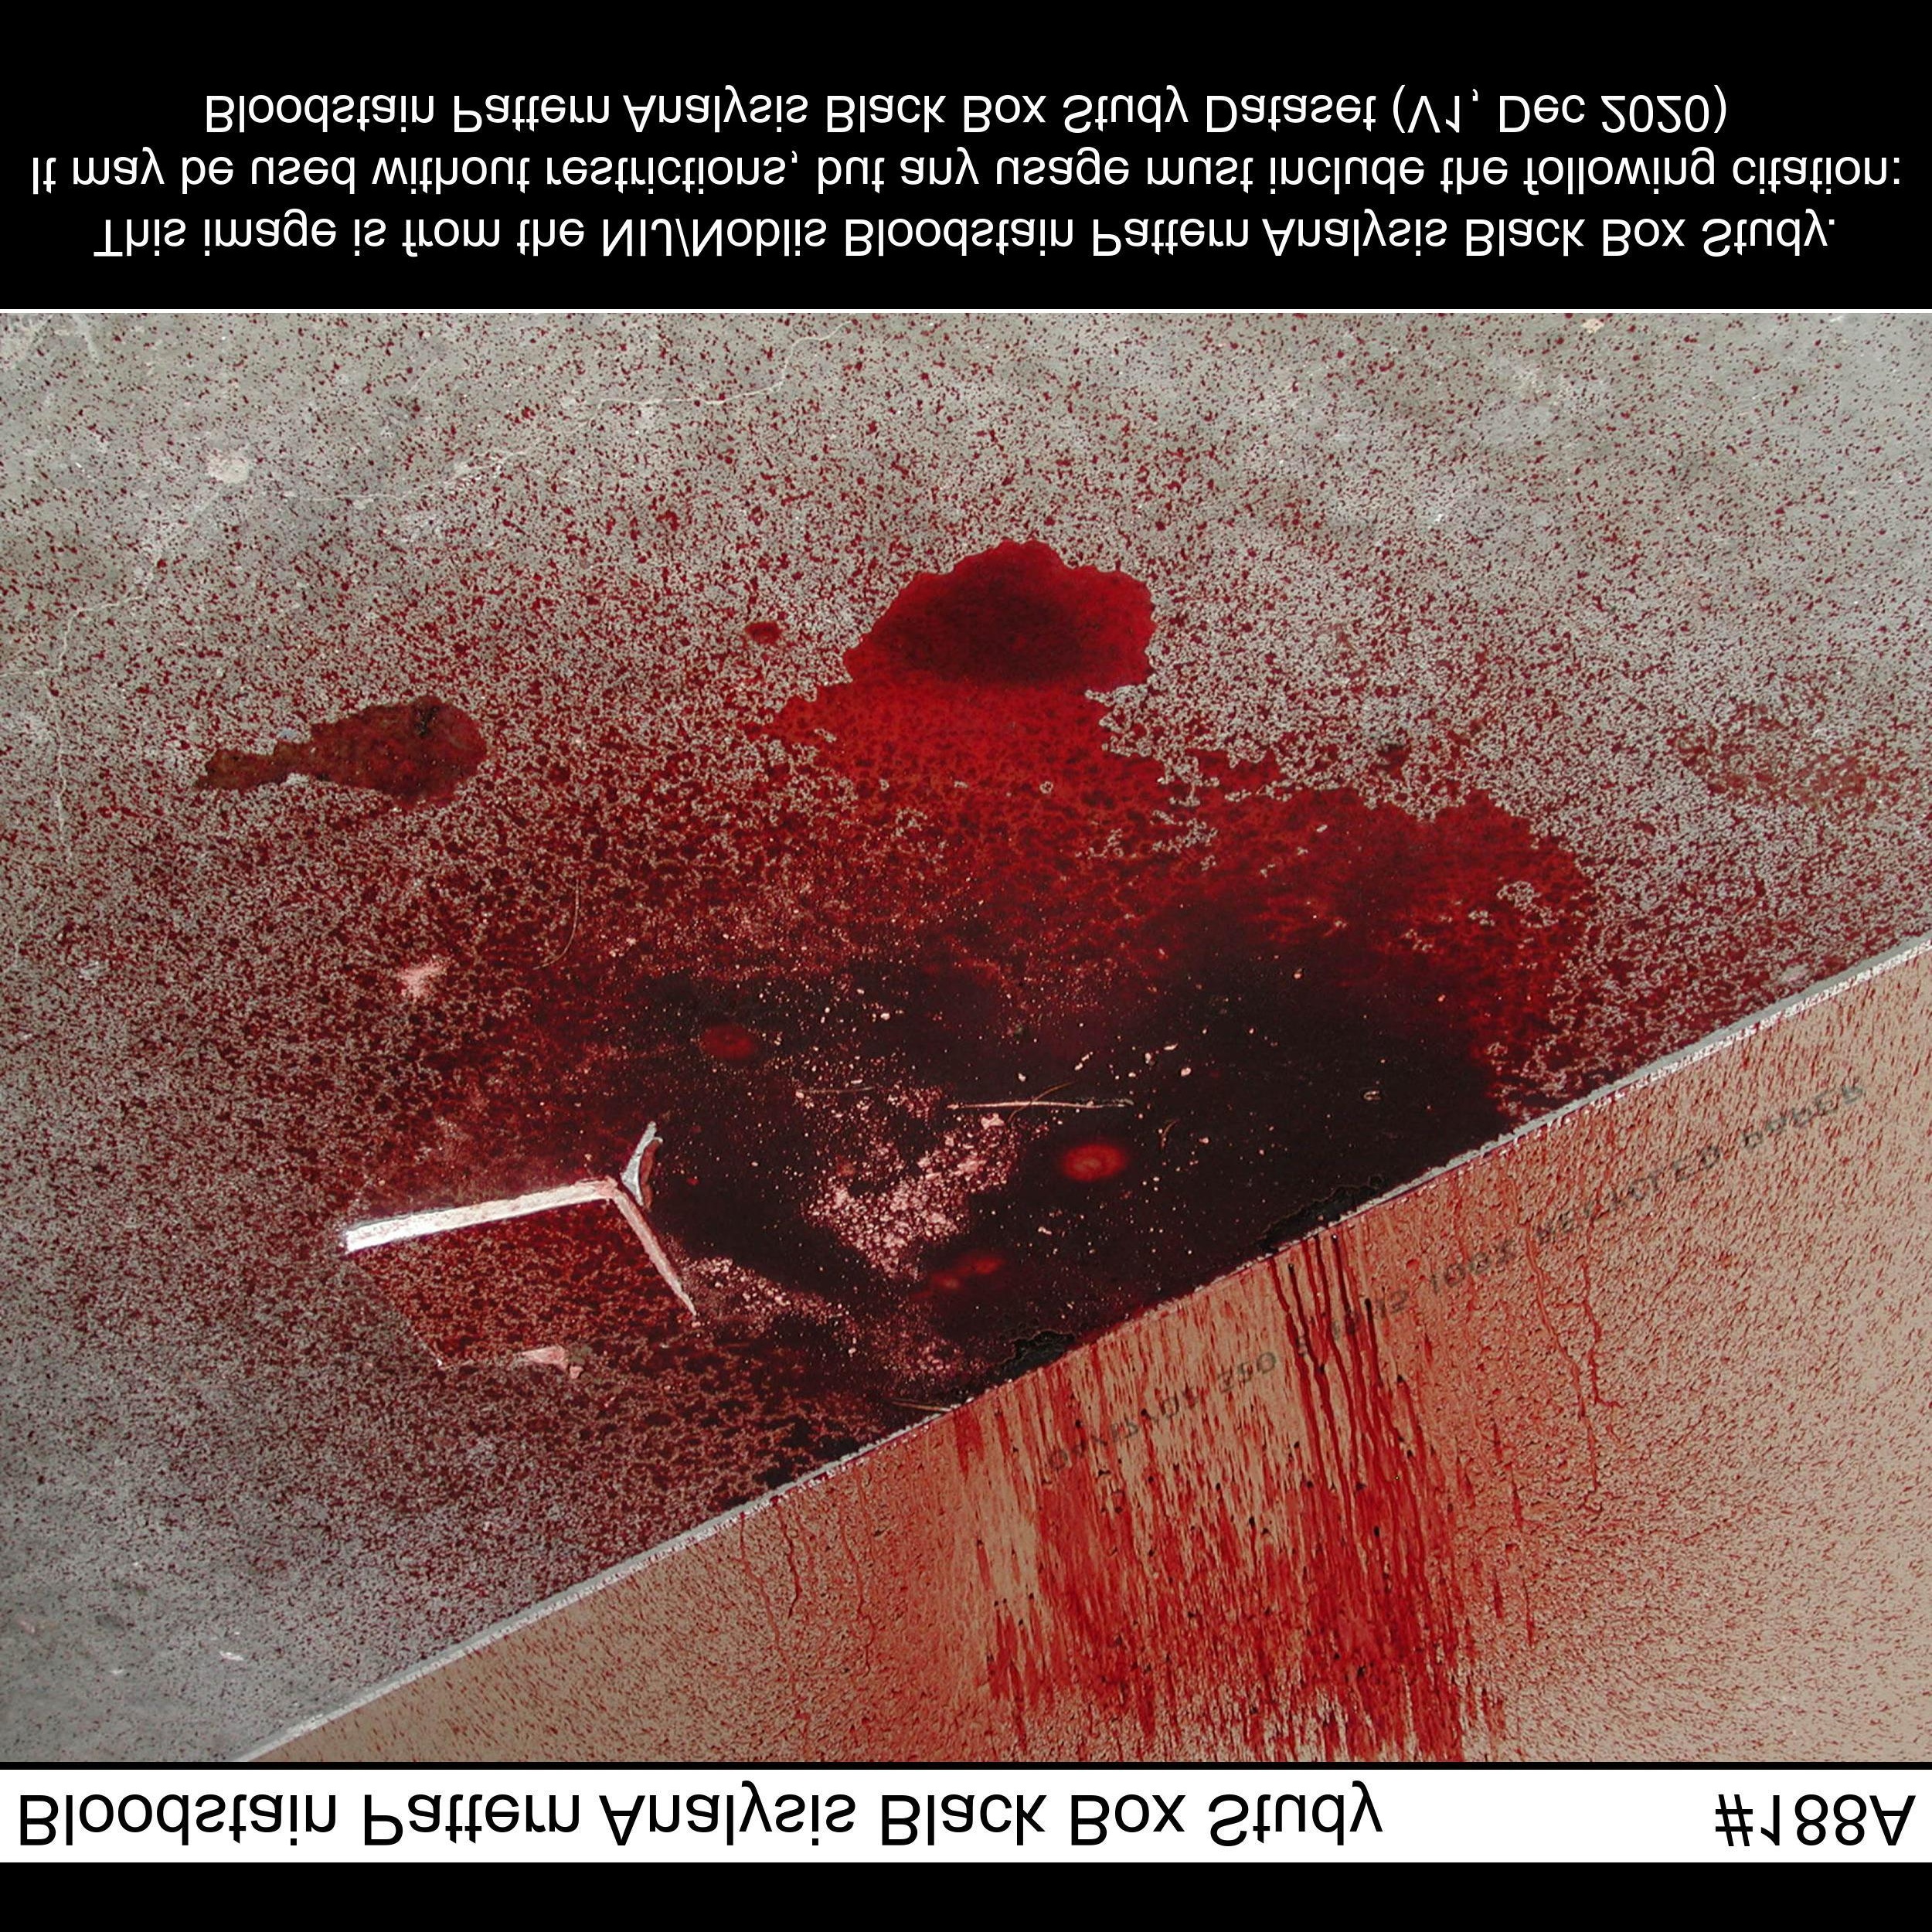 Bloodstain Pattern Analysis Black Box Study #188A
This image is from the NIJ/Noblis Bloodstain Pattern Analysis Black Box Study.
It may be used without restrictions, but any usage must include the following citation:
Bloodstain Pattern Analysis Black Box Study Dataset (V1, Dec 2020)